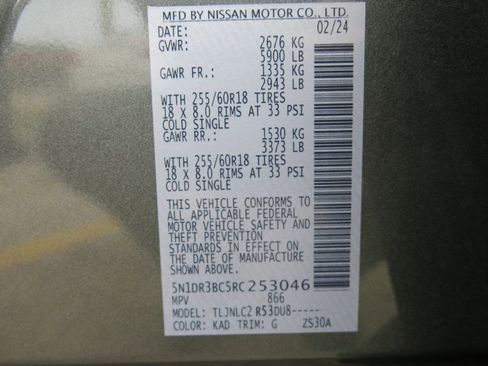 MFD BY NISSAN MOTOR CO., LTD.
DATE: 02/24
GVWR: 2676 KG
5900 LB
GAWR FR.: 1335 KG
2943 LB
WITH 255/60R18 TIRES
18 X 8.0 RIMS AT 33 PSI
COLD SINGLE
GAWR RR.: 1530 KG
3373 LB
WITH 255/60R18 TIRES
18 X 8.0 RIMS AT 33 PSI
COLD SINGLE
THIS VEHICLE CONFORMS TO
ALL APPLICABLE FEDERAL
MOTOR VEHICLE SAFETY AND
THEFT PREVENTION
STANDARDS IN EFFECT ON
THE DATE OF MANUFACTURE
SHOWN ABOVE.
5N1DR3BC5RC253046
MPV 866
MODEL: TLJNLC2 R53DU8-----
COLOR: KAD TRIM: G ZS30A